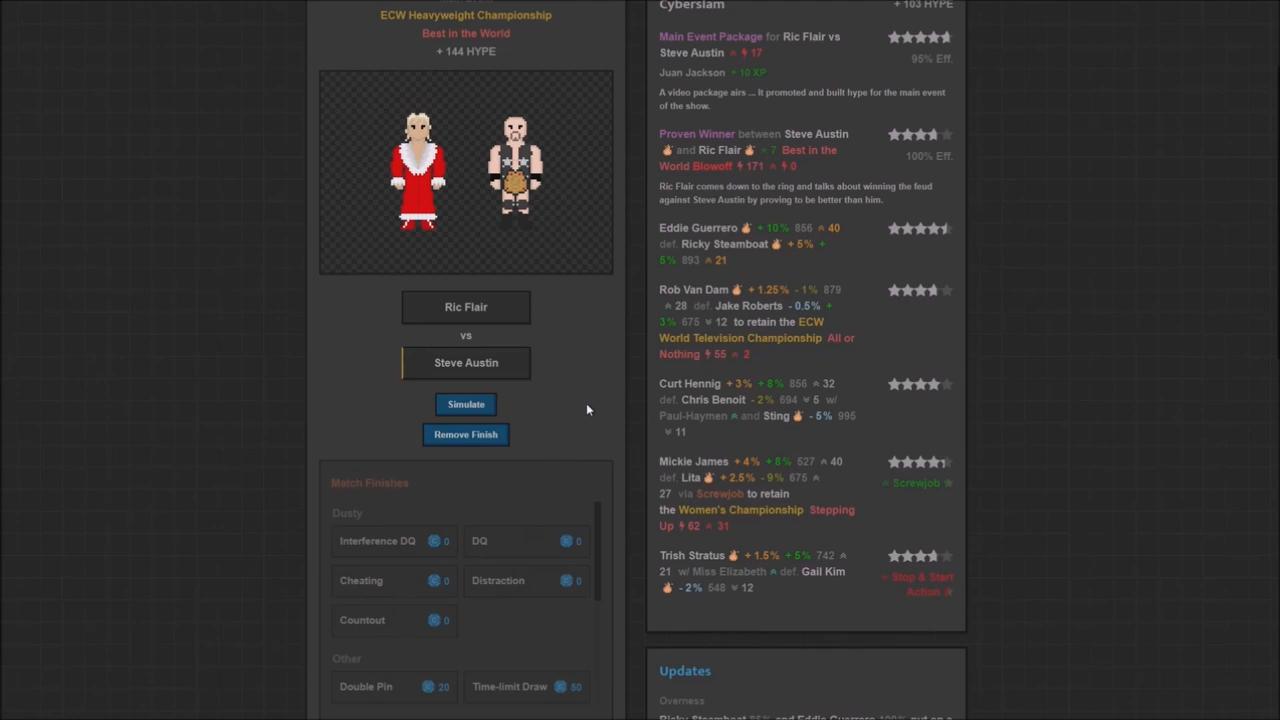 ECW Heavyweight Championship
Best in the World
+ 144 HYPE
Ric Flair
vs
Steve Austin
Simulate
Remove Finish
Match Finishes
Dusty
Interference DQ 0
DQ 0
Cheating 0
Distraction 0
Countout 0
Other
Double Pin 20
Time-limit Draw 50
Cyberslam + 103 HYPE
Main Event Package for Ric Flair vs
Steve Austin 17
95% Eff.
Juan Jackson + 10 XP
A video package airs ... It promoted and built hype for the main event
of the show.
Proven Winner between Steve Austin
and Ric Flair + 7 Best in the
World Blowoff 171 0
100% Eff.
Ric Flair comes down to the ring and talks about winning the feud
against Steve Austin by proving to be better than him.
Eddie Guerrero + 10% 856 40
def. Ricky Steamboat + 5% +
5% 893 21
Rob Van Dam + 1.25% - 1% 879
28 def. Jake Roberts - 0.5% +
3% 675 12 to retain the ECW
World Television Championship All or
Nothing 55 2
Curt Hennig + 3% + 8% 856 32
def. Chris Benoit - 2% 694 5 w/
Paul-Haymen and Sting - 5% 995
11
Mickie James + 4% + 8% 527 40
def. Lita + 2.5% - 9% 675
27 via Screwjob to retain
the Women's Championship Stepping
Up 62 31
Screwjob
Trish Stratus + 1.5% + 5% 742
21 w/ Miss Elizabeth def. Gail Kim
- 2% 548 12
Stop & Start
Action
Updates
Overness